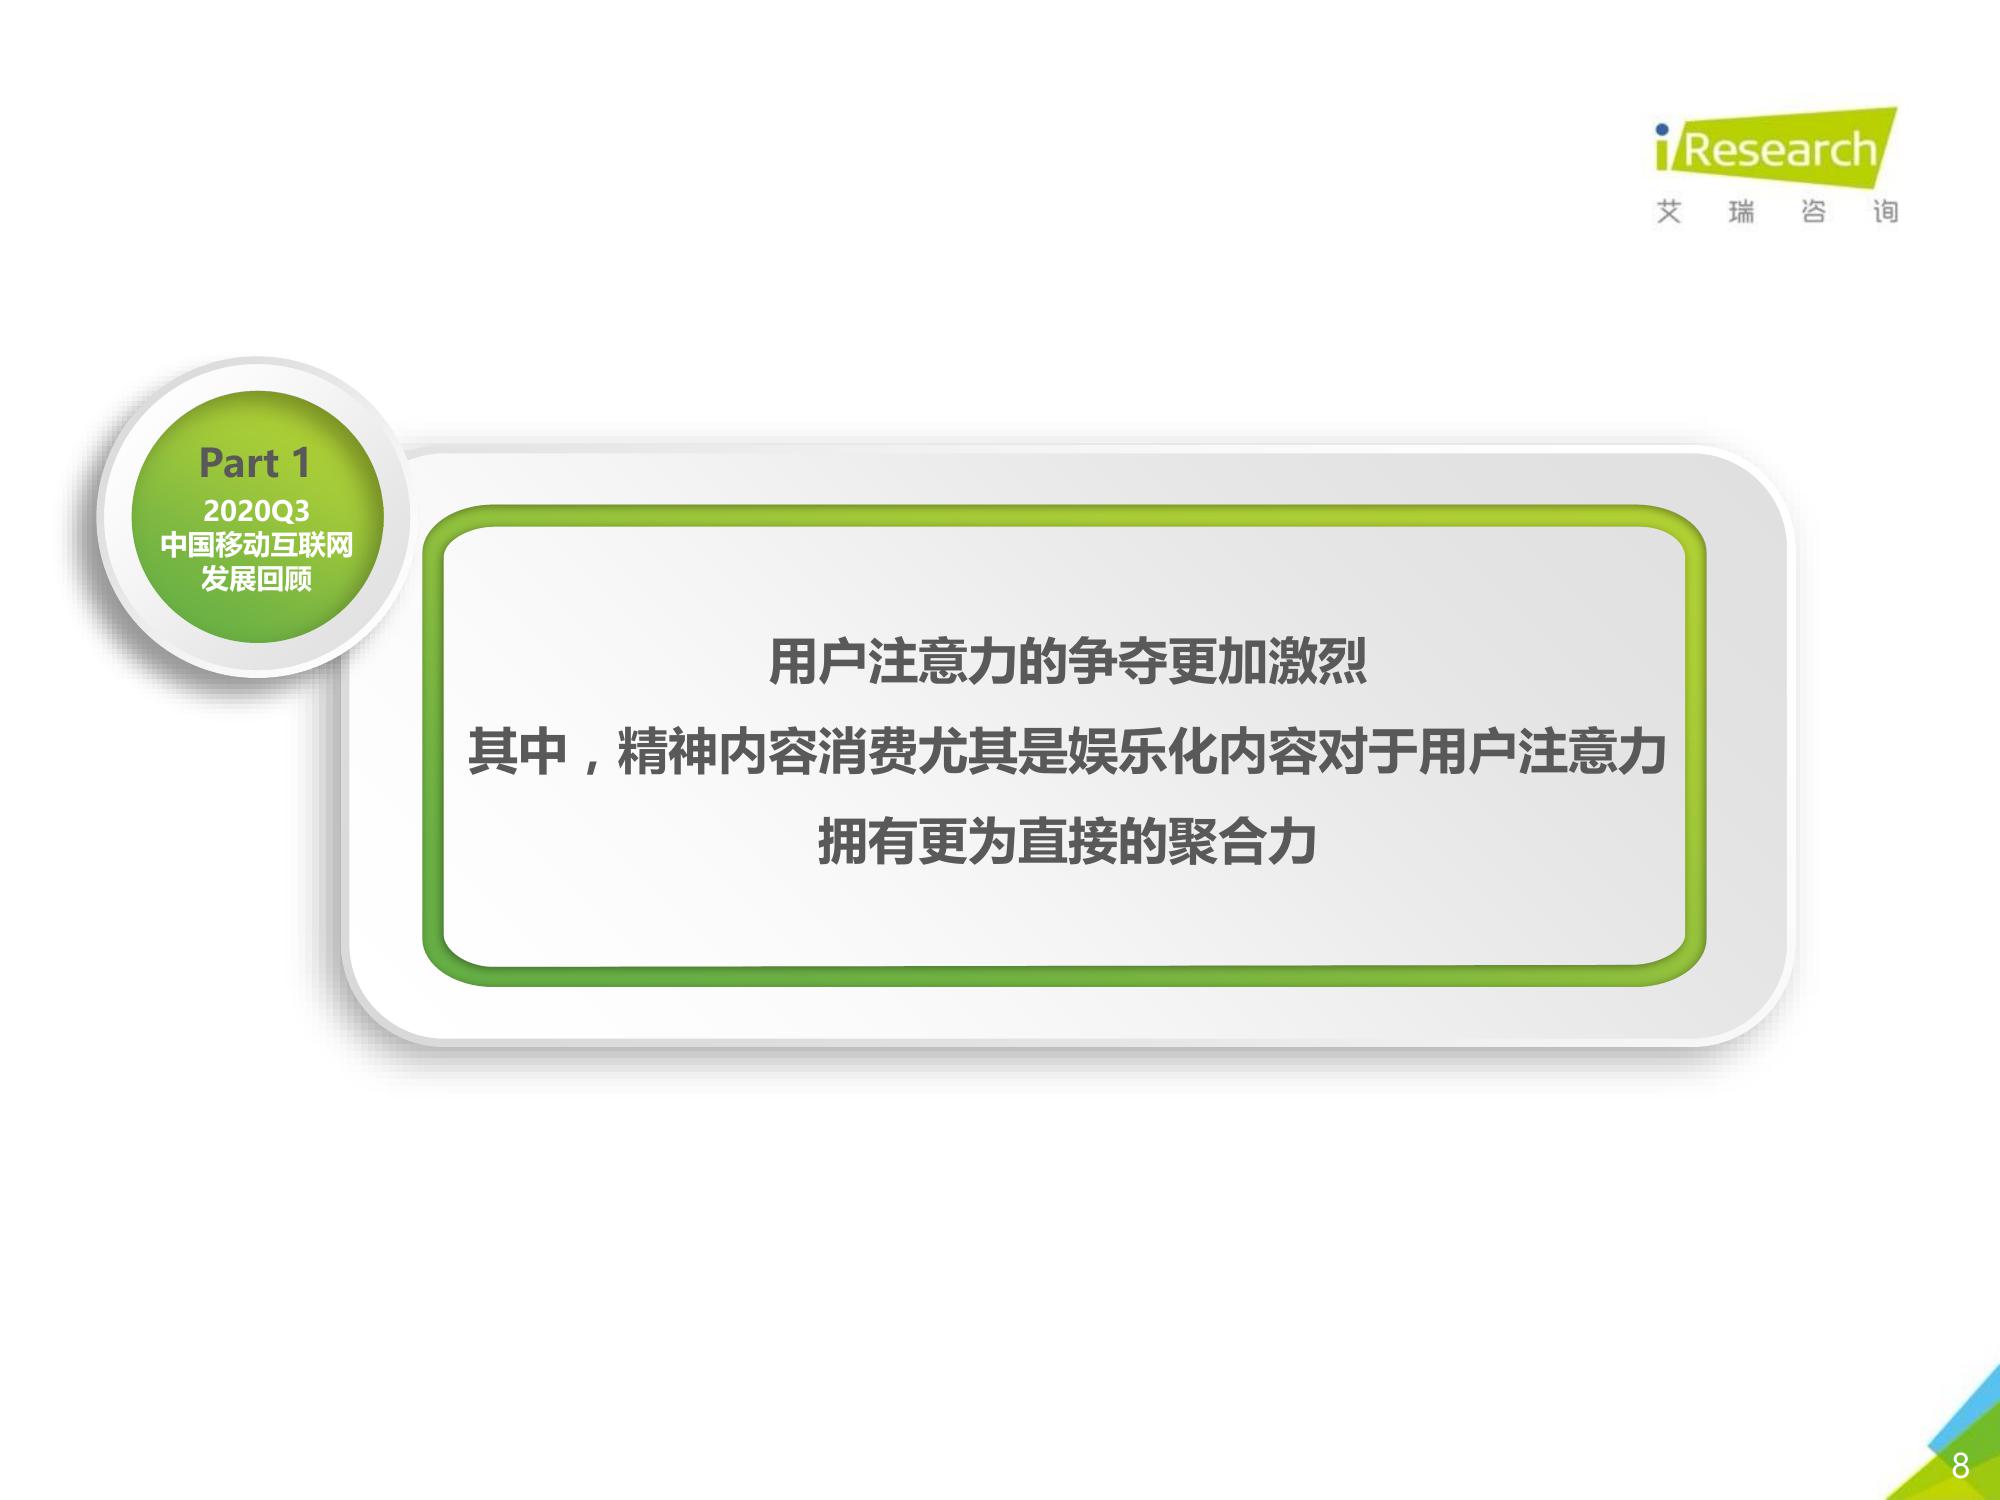 iResearch
艾瑞咨询
Part 1
2020Q3
中国移动互联网
发展回顾
用户注意力的争夺更加激烈
其中，精神内容消费尤其是娱乐化内容对于用户注意力
拥有更为直接的聚合力
8